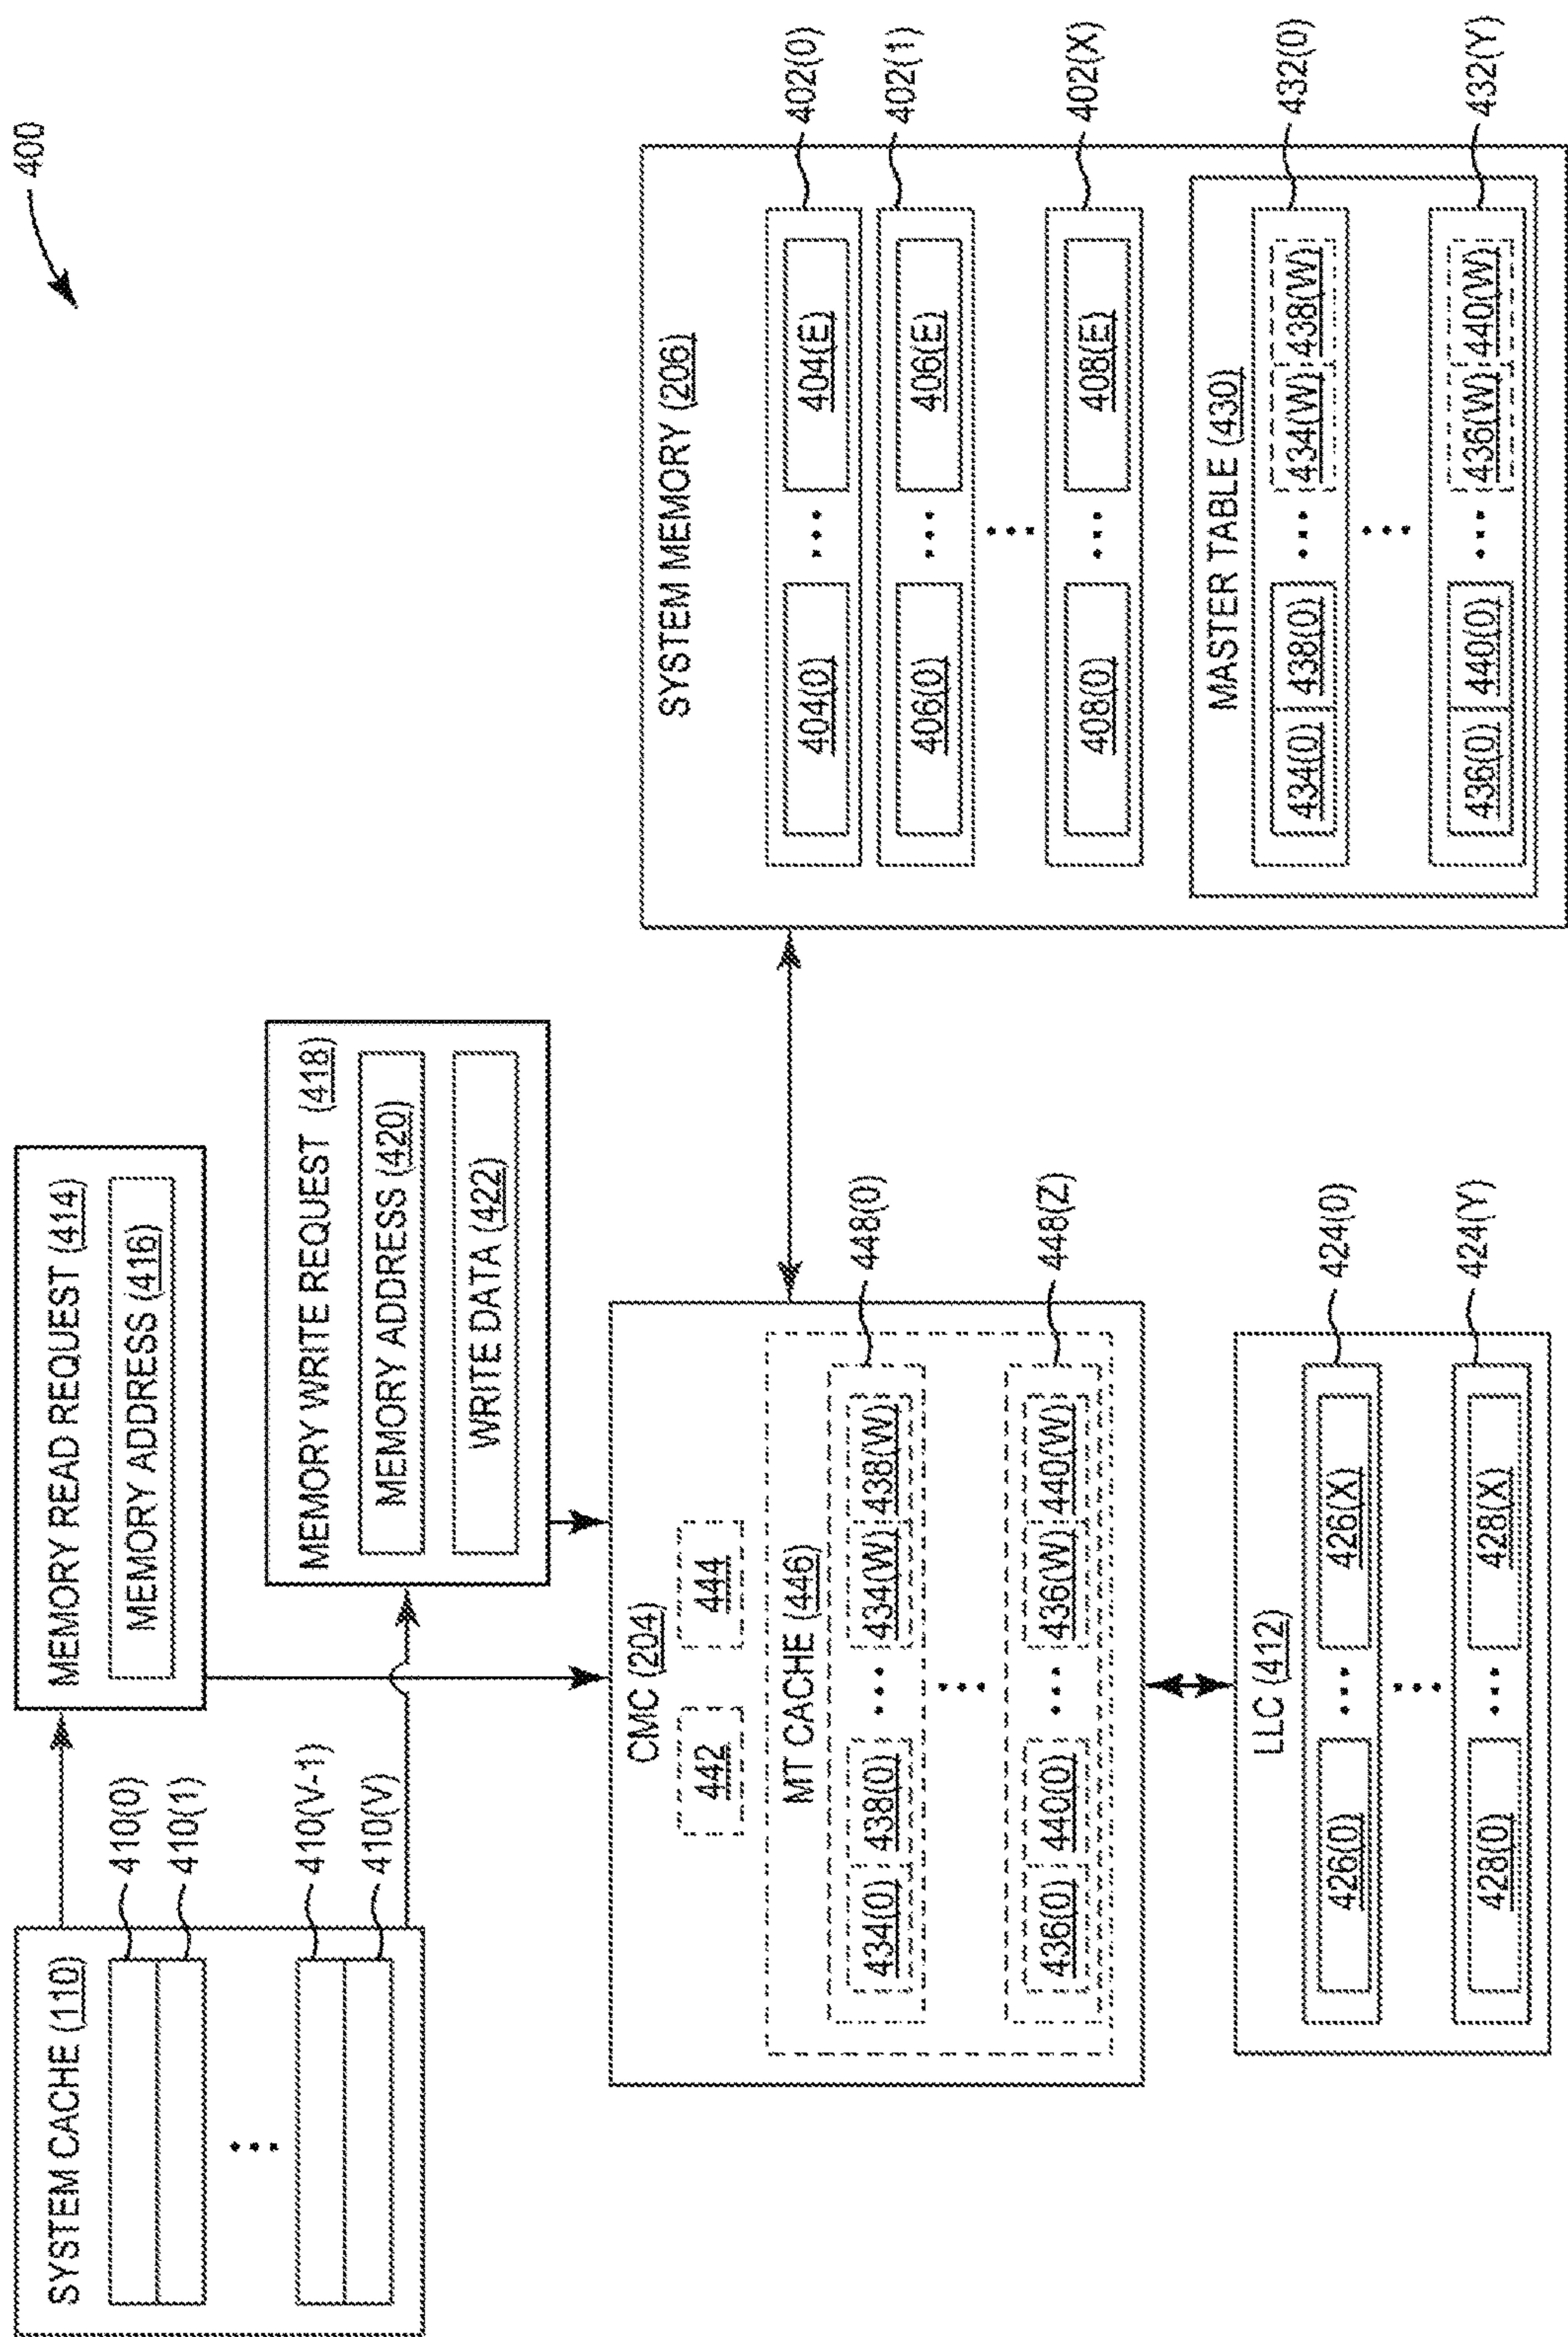 400
SYSTEM CACHE (110)
410(0)
410(1)
410(V-1)
410(V)
MEMORY READ REQUEST (414)
MEMORY ADDRESS (416)
MEMORY WRITE REQUEST (418)
MEMORY ADDRESS (420)
WRITE DATA (422)
CMC (204)
442 444
MT CACHE (446)
434(0) 438(0) ••• 434(W) 438(W)
448(0)
•••
436(0) 440(0) ••• 436(W) 440(W)
448(Z)
LLC (412)
426(0) ••• 426(X)
424(0)
•••
428(0) ••• 428(X)
424(Y)
SYSTEM MEMORY (206)
404(0) ••• 404(E)
402(0)
406(0) ••• 406(E)
402(1)
•••
408(0) ••• 408(E)
402(X)
MASTER TABLE (430)
434(0) 438(0) ••• 434(W) 438(W)
432(0)
•••
436(0) 440(0) ••• 436(W) 440(W)
432(Y)